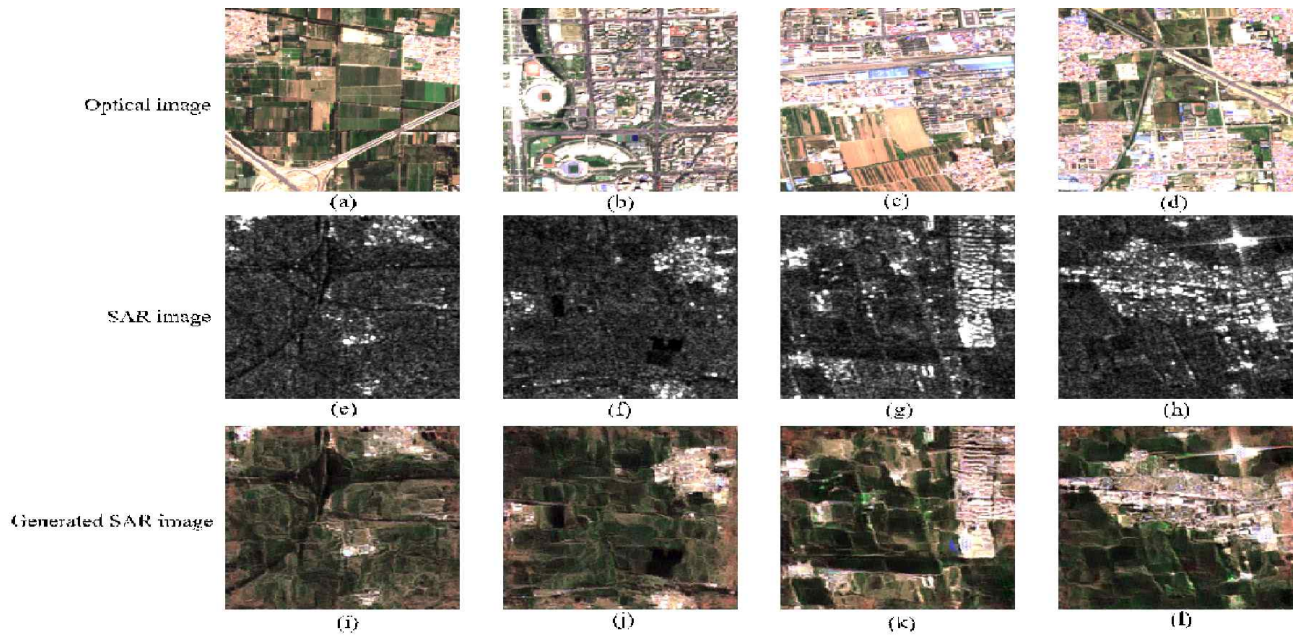 Optical image
(a)
(b)
(c)
(d)
SAR image
(e)
(f)
(g)
(h)
Generated SAR image
(i)
(j)
(k)
(l)